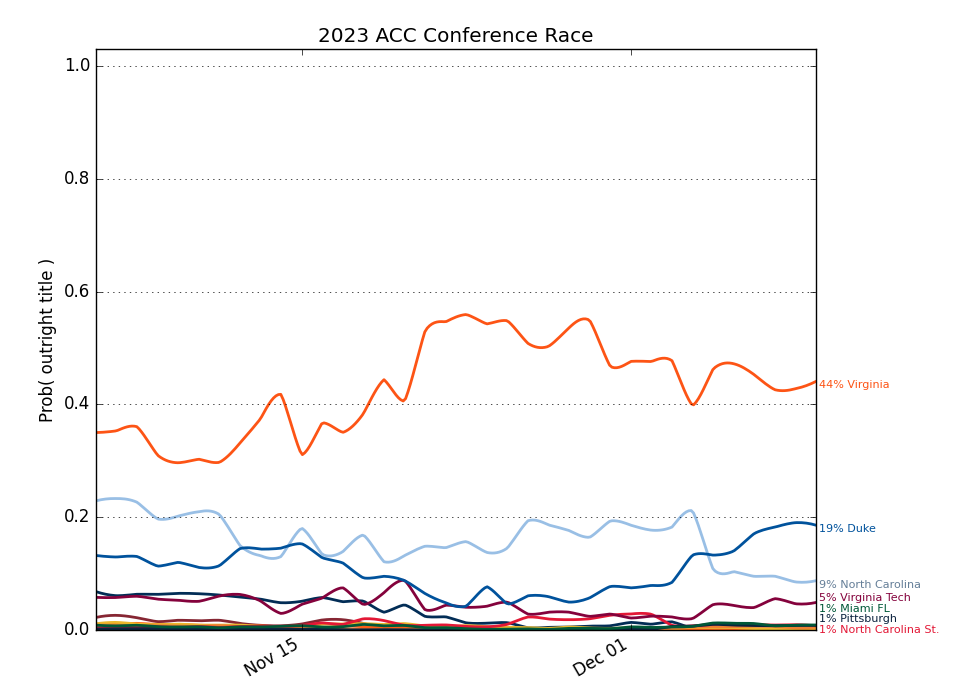 2023 ACC Conference Race
Prob( outright title )
1.0
0.8
0.6
0.4
0.2
0.0
Nov 15
Dec 01
44% Virginia
19% Duke
9% North Carolina
5% Virginia Tech
1% Miami FL
1% Pittsburgh
1% North Carolina St.